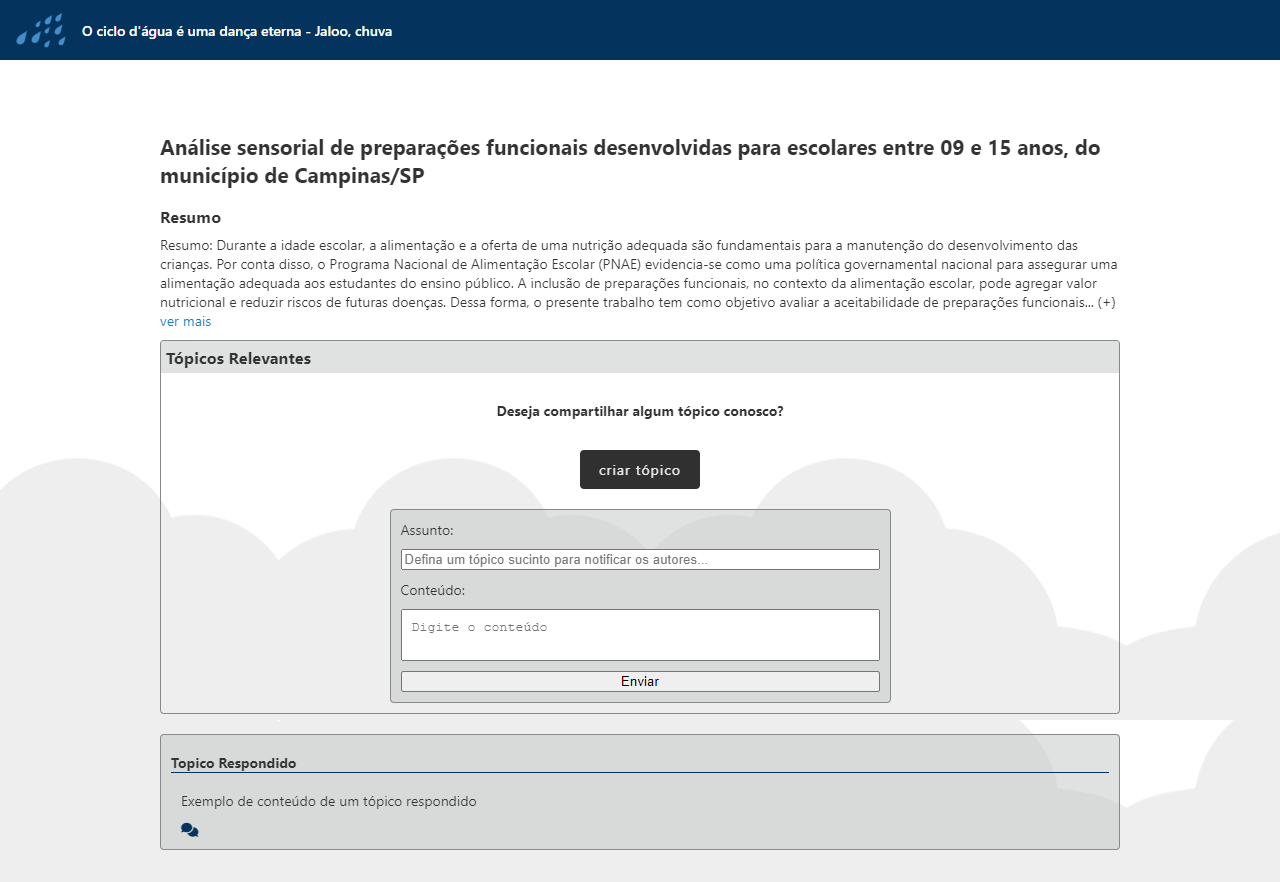 O ciclo d'água é uma dança eterna - Jaloo, chuva
Análise sensorial de preparações funcionais desenvolvidas para escolares entre 09 e 15 anos, do
município de Campinas/SP
Resumo
Resumo: Durante a idade escolar, a alimentação e a oferta de uma nutrição adequada são fundamentais para a manutenção do desenvolvimento das
crianças. Por conta disso, o Programa Nacional de Alimentação Escolar (PNAE) evidencia-se como uma política governamental nacional para assegurar uma
alimentação adequada aos estudantes do ensino público. A inclusão de preparações funcionais, no contexto da alimentação escolar, pode agregar valor
nutricional e reduzir riscos de futuras doenças. Dessa forma, o presente trabalho tem como objetivo avaliar a aceitabilidade de preparações funcionais... (+)
ver mais
Tópicos Relevantes
Deseja compartilhar algum tópico conosco?
criar tópico
Assunto:
Defina um tópico sucinto para notificar os autores...
Conteúdo:
Digite o conteúdo
Enviar
Topico Respondido
Exemplo de conteúdo de um tópico respondido